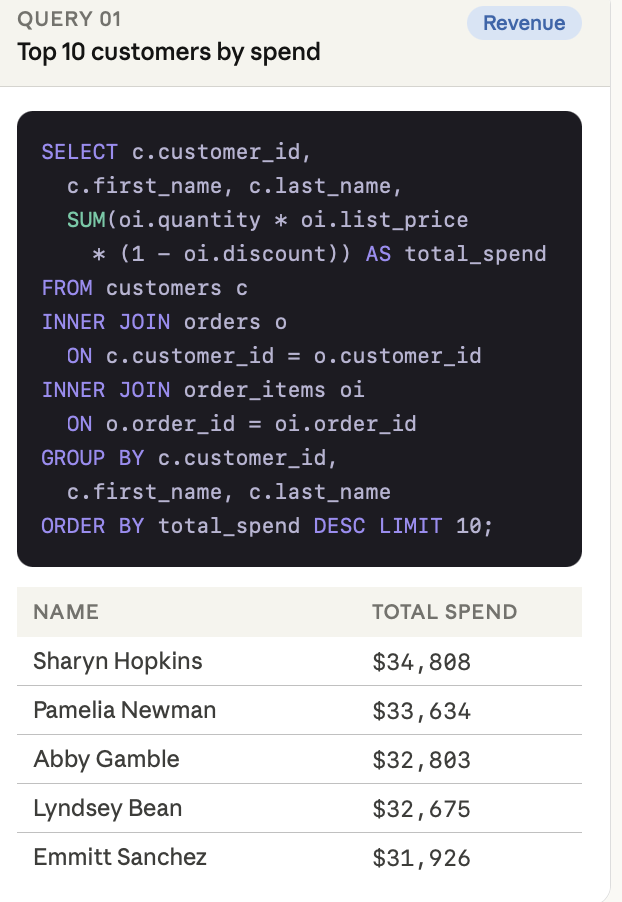 QUERY 01
Revenue
Top 10 customers by spend
SELECT c.customer_id,
c.first_name, c.last_name,
SUM(oi.quantity * oi.list_price
* (1 - oi.discount)) AS total_spend
FROM customers c
INNER JOIN orders o
ON c.customer_id = o.customer_id
INNER JOIN order_items oi
ON o.order_id = oi.order_id
GROUP BY c.customer_id,
c.first_name, c.last_name
ORDER BY total_spend DESC LIMIT 10;
NAME TOTAL SPEND
Sharyn Hopkins $34,808
Pamelia Newman $33,634
Abby Gamble $32,803
Lyndsey Bean $32,675
Emmitt Sanchez $31,926